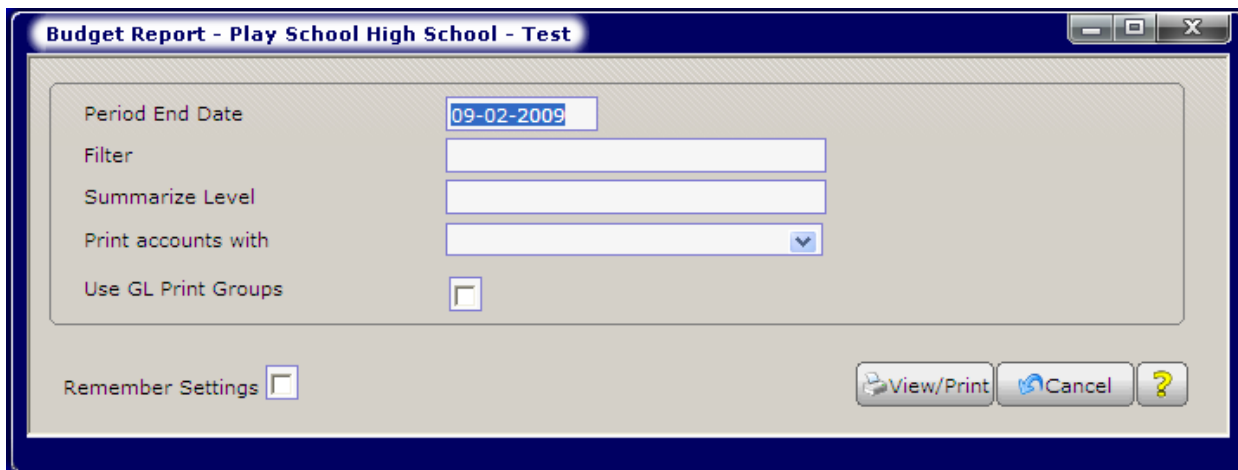 Budget Report - Play School High School - Test
Period End Date 09-02-2009
Filter
Summarize Level
Print accounts with
Use GL Print Groups
Remember Settings View/Print Cancel ?